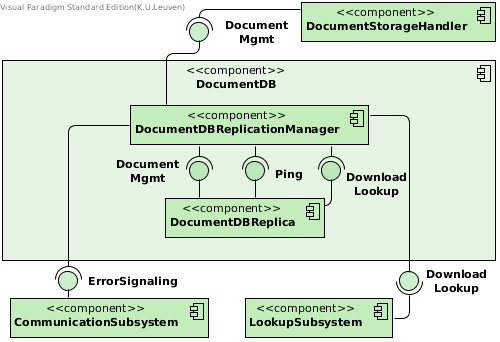 Visual Paradigm Standard Edition(K.U.Leuven)
<<component>>
DocumentStorageHandler
Document
Mgmt
<<component>>
DocumentDB
<<component>>
DocumentDBReplicationManager
Document
Mgmt
Ping
Download
Lookup
<<component>>
DocumentDBReplica
ErrorSignaling
Download
Lookup
<<component>>
CommunicationSubsystem
<<component>>
LookupSubsystem